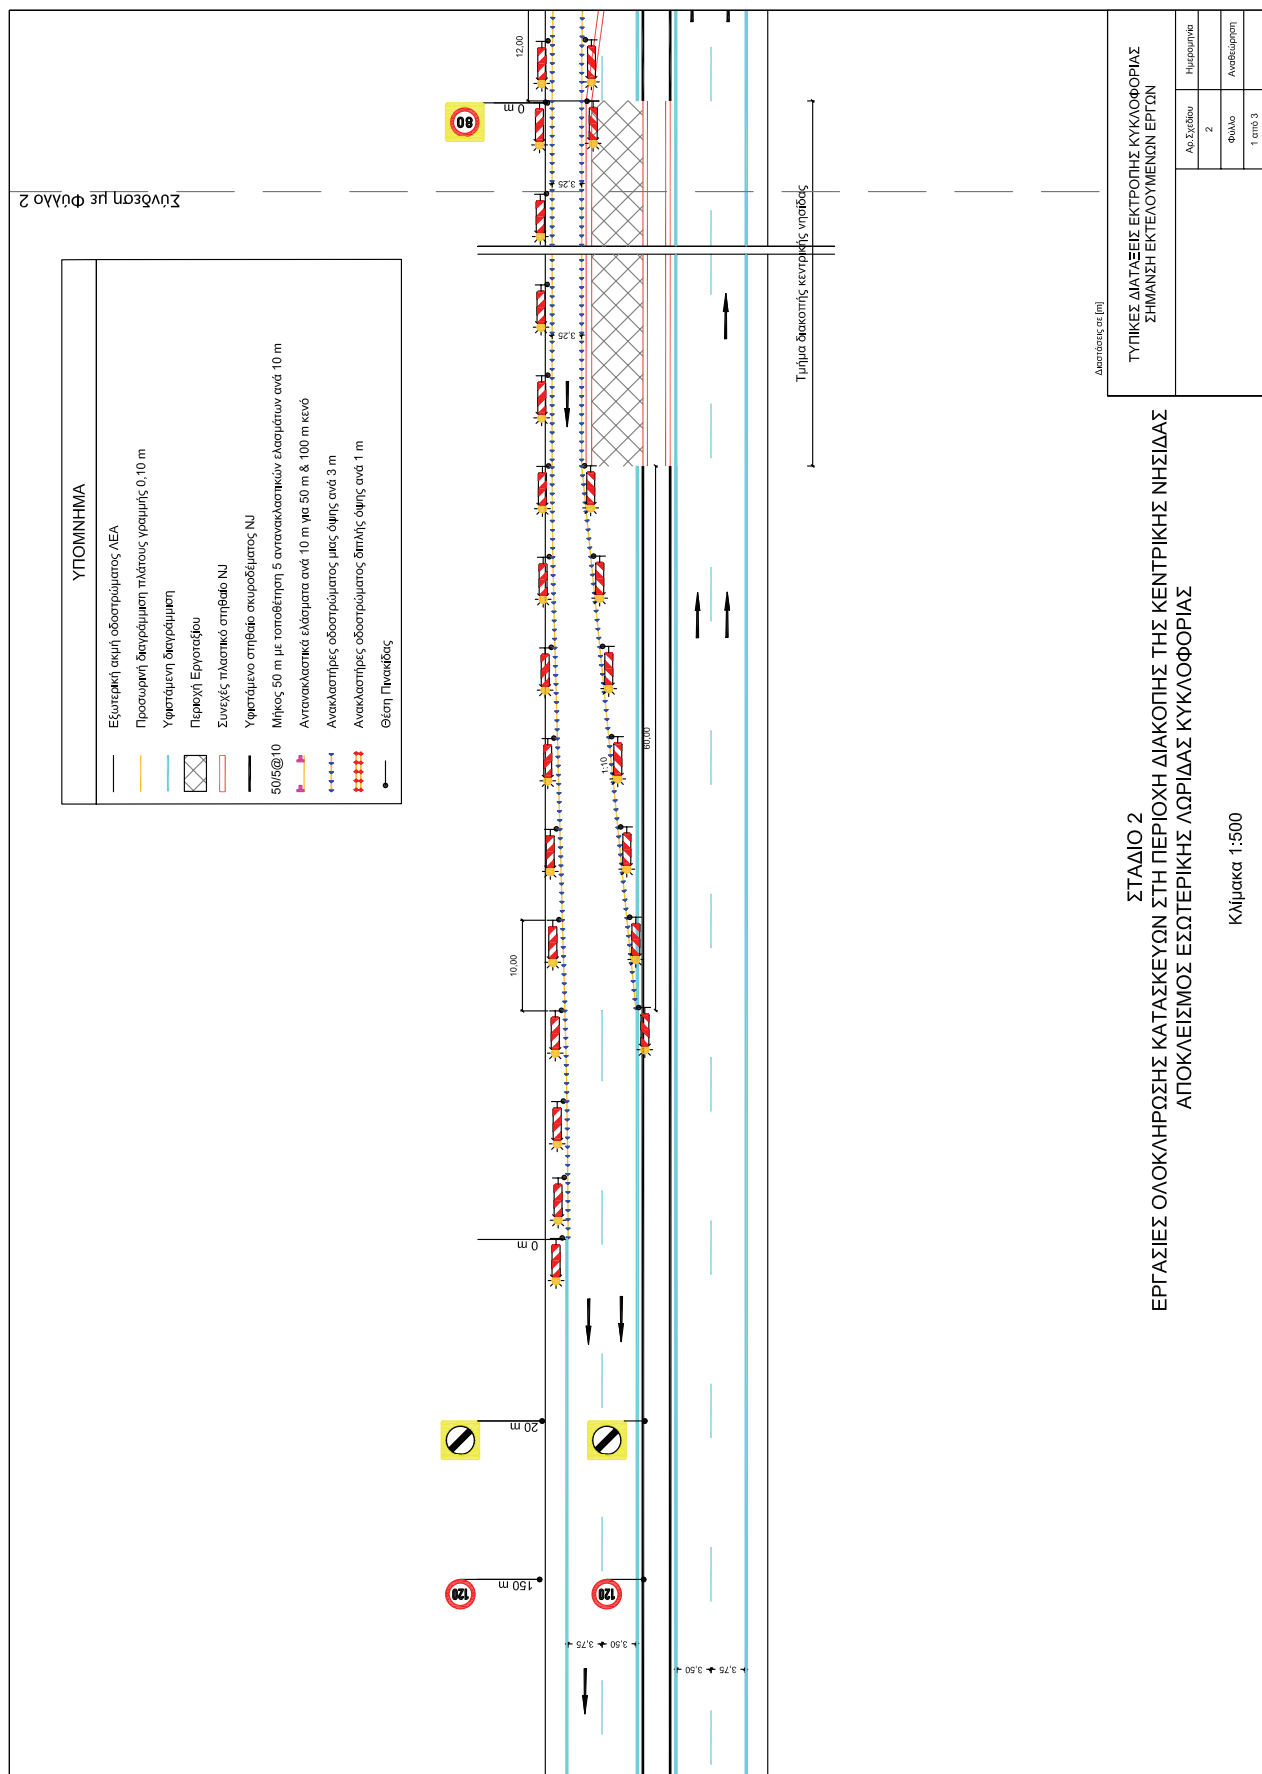 Σύνδεση με Φύλλο 2
ΥΠΟΜΝΗΜΑ
Εξωτερική ακμή οδοστρώματος ΛΕΑ
Προσωρινή διαγράμμιση πλάτους γραμμής 0,10 m
Υφιστάμενη διαγράμμιση
Περιοχή Εργοταξίου
Συνεχές πλαστικό στηθαίο NJ
Υφιστάμενο στηθαίο σκυροδέματος NJ
50/5@10 Μήκος 50 m με τοποθέτηση 5 αντανακλαστικών ελασμάτων ανά 10 m
Αντανακλαστικά ελάσματα ανά 10 m για 50 m & 100 m κενό
Ανακλαστήρες οδοστρώματος μιας όψης ανά 3 m
Ανακλαστήρες οδοστρώματος διπλής όψης ανά 1 m
Θέση Πινακίδας
120
150 m
120
20 m
0 m
10,00
1:10
60,00
3,25
3,25
80
0 m
12,00
3,75
3,50
3,50
3,75
Τμήμα διακοπής κεντρικής νησίδας
Διαστάσεις σε [m]
ΤΥΠΙΚΕΣ ΔΙΑΤΑΞΕΙΣ ΕΚΤΡΟΠΗΣ ΚΥΚΛΟΦΟΡΙΑΣ
ΣΗΜΑΝΣΗ ΕΚΤΕΛΟΥΜΕΝΩΝ ΕΡΓΩΝ
Αρ.Σχεδίου
Ημερομηνία
2
Φύλλο
Αναθεώρηση
1 από 3
ΣΤΑΔΙΟ 2
ΕΡΓΑΣΙΕΣ ΟΛΟΚΛΗΡΩΣΗΣ ΚΑΤΑΣΚΕΥΩΝ ΣΤΗ ΠΕΡΙΟΧΗ ΔΙΑΚΟΠΗΣ ΤΗΣ ΚΕΝΤΡΙΚΗΣ ΝΗΣΙΔΑΣ
ΑΠΟΚΛΕΙΣΜΟΣ ΕΣΩΤΕΡΙΚΗΣ ΛΩΡΙΔΑΣ ΚΥΚΛΟΦΟΡΙΑΣ
Κλίμακα 1:500